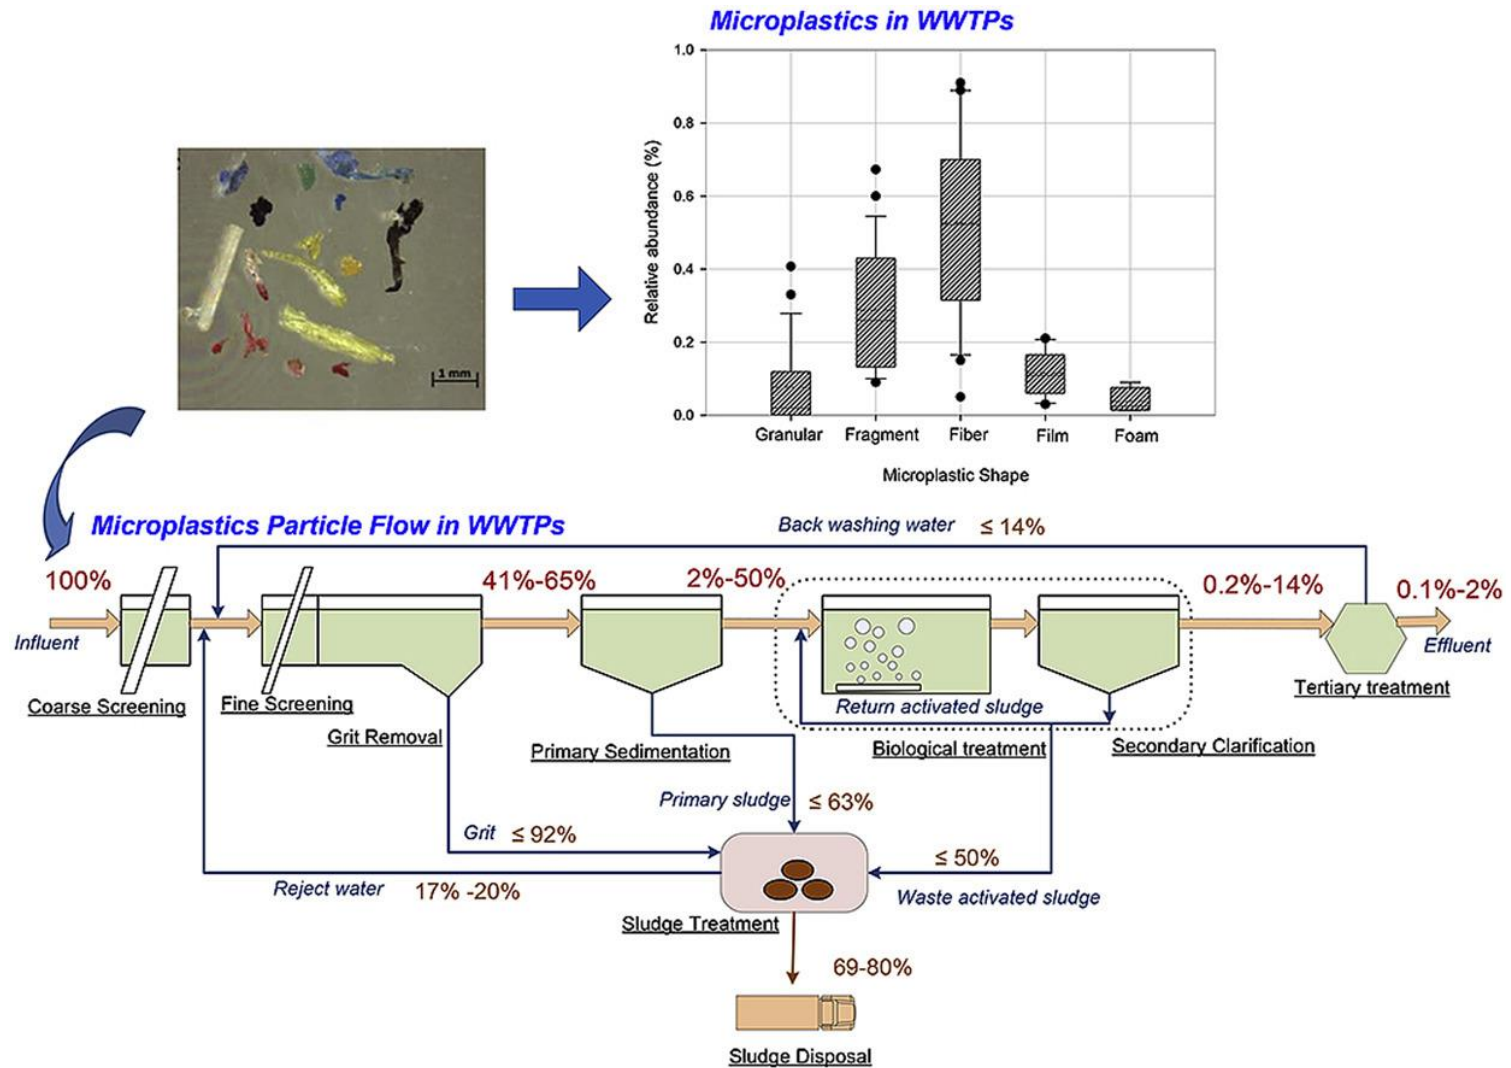 Microplastics in WWTPs
1.0
0.8
0.6
0.4
0.2
0.0
Relative abundance (%)
Granular Fragment Fiber Film Foam
Microplastic Shape
1 mm
Microplastics Particle Flow in WWTPs
Back washing water ≤ 14%
100% 41%-65% 2%-50% 0.2%-14% 0.1%-2%
Influent
Effluent
Coarse Screening
Fine Screening
Grit Removal
Primary Sedimentation
Return activated sludge
Biological treatment
Secondary Clarification
Tertiary treatment
Primary sludge ≤ 63%
Grit ≤ 92%
≤ 50%
Reject water 17% -20%
Waste activated sludge
Sludge Treatment
69-80%
Sludge Disposal